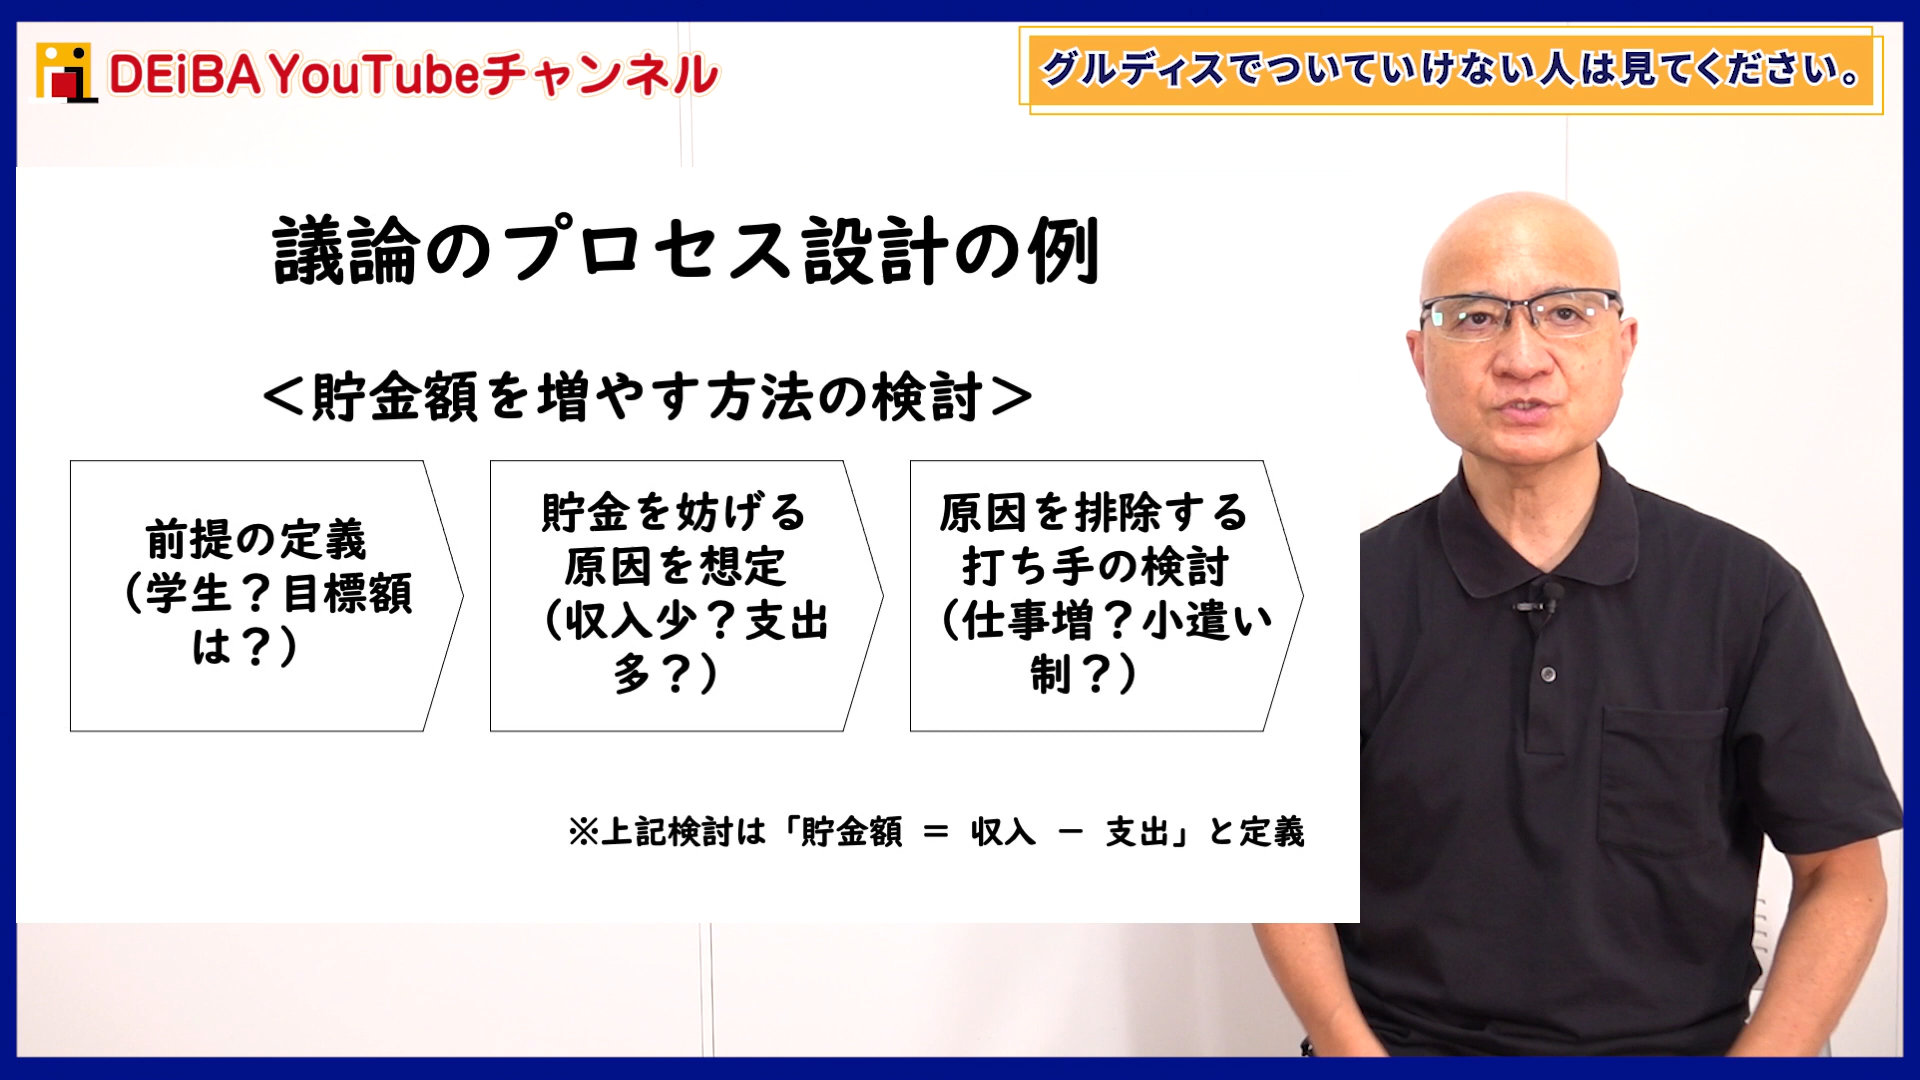 DEiBA YouTubeチャンネル
グルディスでついていけない人は見てください。
議論のプロセス設計の例
＜貯金額を増やす方法の検討＞
前提の定義
（学生？目標額
は？）
貯金を妨げる
原因を想定
（収入少？支出
多？）
原因を排除する
打ち手の検討
（仕事増？小遣い
制？）
※上記検討は「貯金額 ＝ 収入 － 支出」と定義